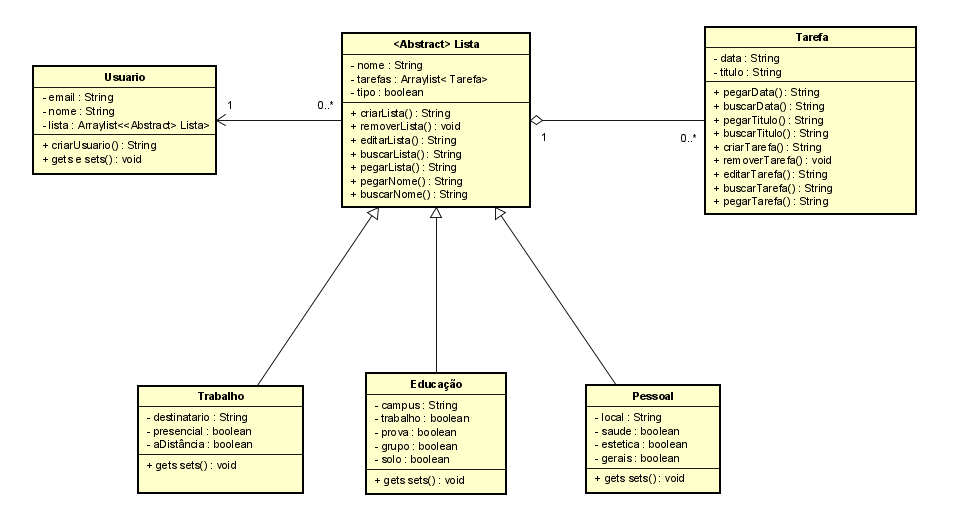 Usuario
- email : String
- nome : String
- lista : Arraylist<<Abstract> Lista>
+ criarUsuario() : String
+ gets e sets() : void
1
0..*
<Abstract> Lista
- nome : String
- tarefas : Arraylist< Tarefa>
- tipo : boolean
+ criarLista() : String
+ removerLista() : void
+ editarLista() : String
+ buscarLista() : String
+ pegarLista() : String
+ pegarNome() : String
+ buscarNome() : String
1
0..*
Tarefa
- data : String
- titulo : String
+ pegarData() : String
+ buscarData() : String
+ pegarTitulo() : String
+ buscarTitulo() : String
+ criarTarefa() : String
+ removerTarefa() : void
+ editarTarefa() : String
+ buscarTarefa() : String
+ pegarTarefa() : String
Trabalho
- destinatario : String
- presencial : boolean
- aDistância : boolean
+ gets sets() : void
Educação
- campus : String
- trabalho : boolean
- prova : boolean
- grupo : boolean
- solo : boolean
+ gets sets() : void
Pessoal
- local : String
- saude : boolean
- estetica : boolean
- gerais : boolean
+ gets sets() : void